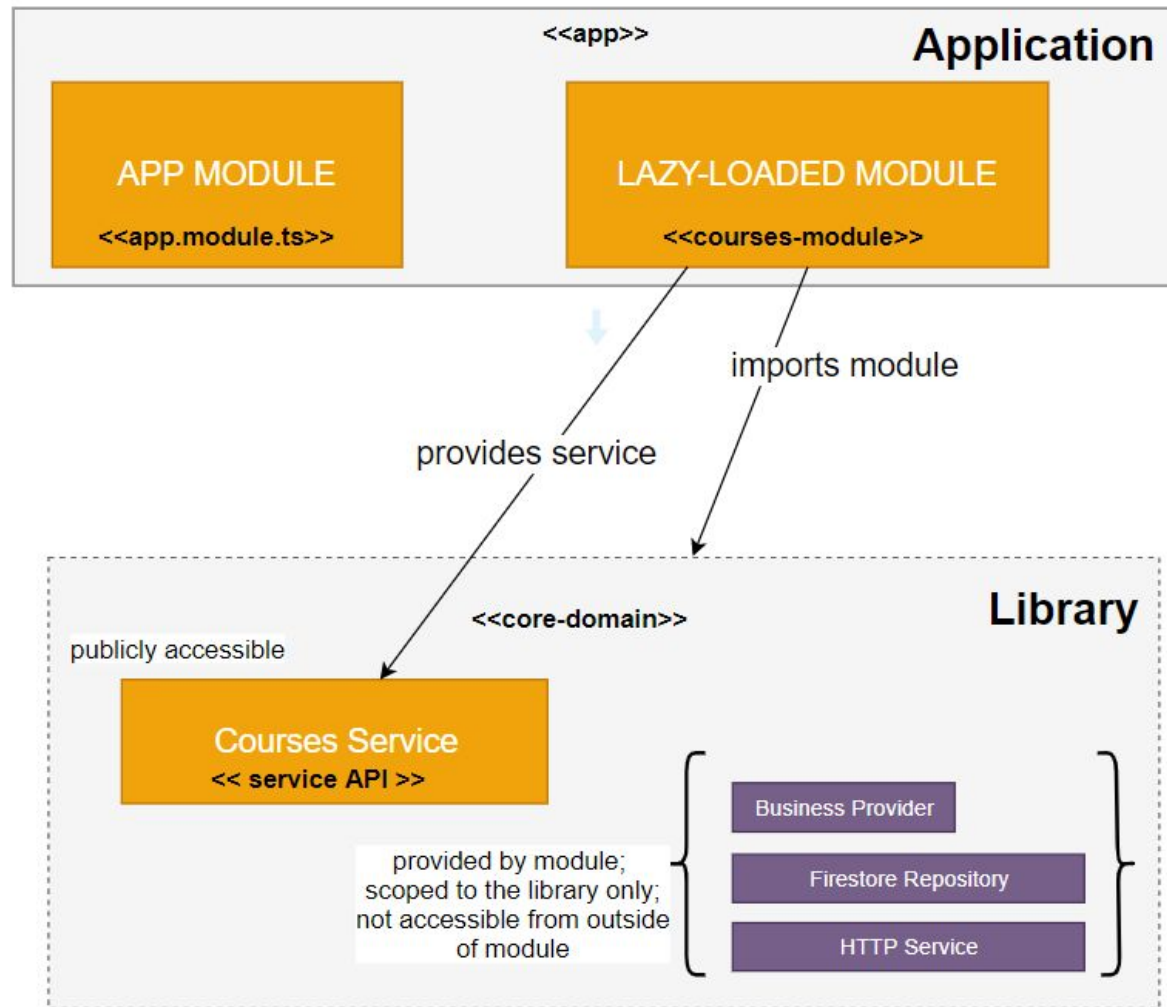 <<app>>
Application
APP MODULE
<<app.module.ts>>
LAZY-LOADED MODULE
<<courses-module>>
imports module
provides service
<<core-domain>>
Library
publicly accessible
Courses Service
<< service API >>
provided by module;
scoped to the library only;
not accessible from outside
of module
Business Provider
Firestore Repository
HTTP Service